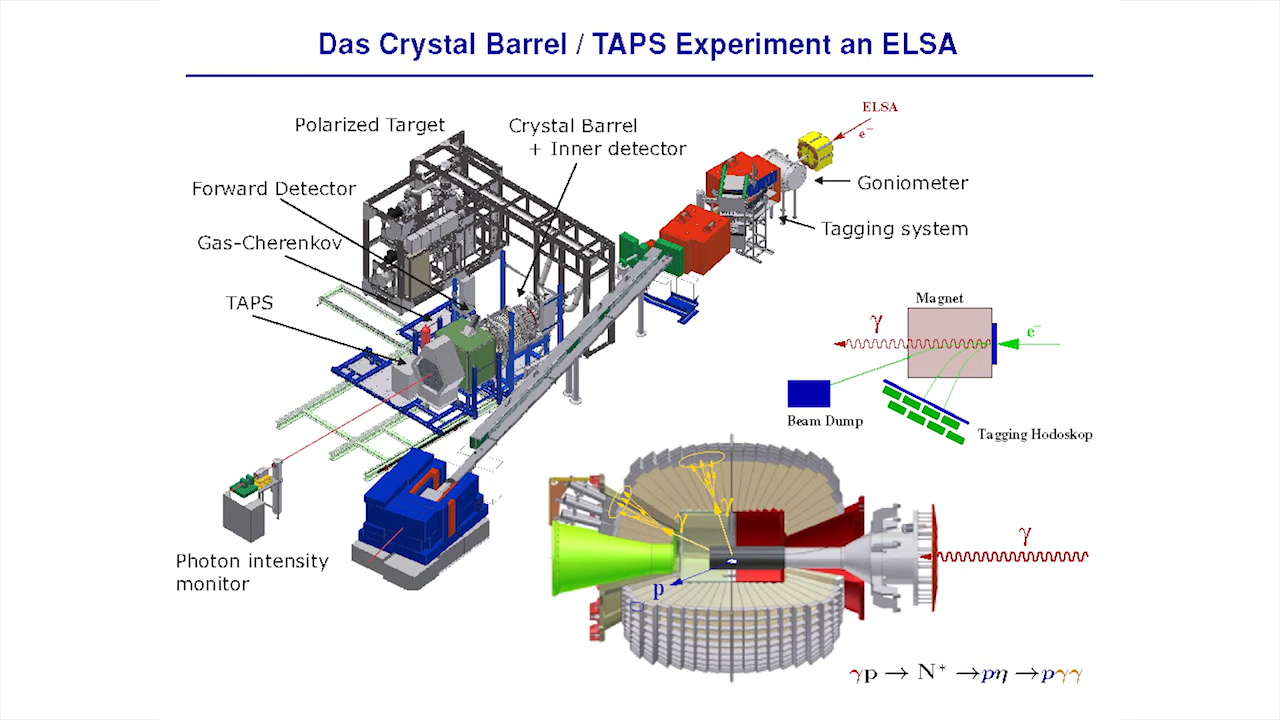 Das Crystal Barrel / TAPS Experiment an ELSA
ELSA
e⁻
Polarized Target
Crystal Barrel
+ Inner detector
Goniometer
Forward Detector
Tagging system
Gas-Cherenkov
TAPS
Magnet
γ
e⁻
Beam Dump
Tagging Hodoskop
γ
γ
γ
p
Photon intensity
monitor
γp → N* → pη → pγγ